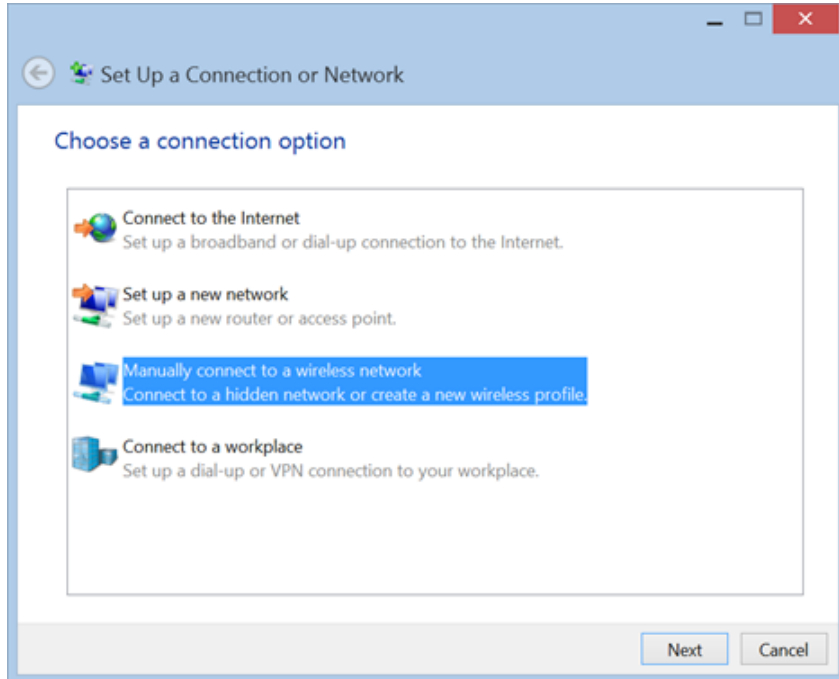 Set Up a Connection or Network
Choose a connection option
Connect to the Internet
Set up a broadband or dial-up connection to the Internet.
Set up a new network
Set up a new router or access point.
Manually connect to a wireless network
Connect to a hidden network or create a new wireless profile.
Connect to a workplace
Set up a dial-up or VPN connection to your workplace.
Next Cancel